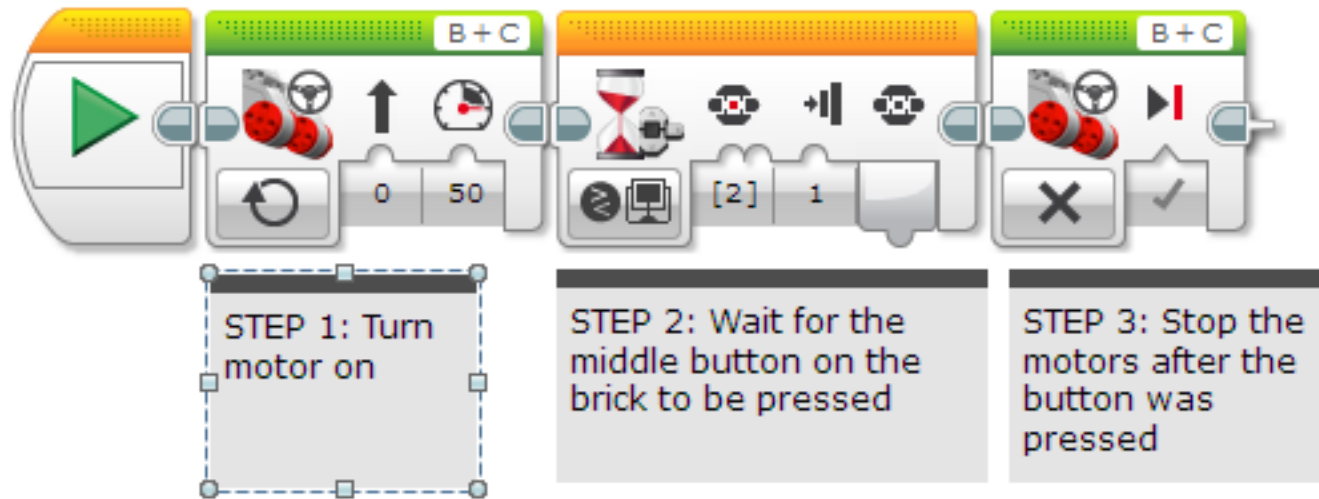 B + C
B + C
0
50
[2]
1
STEP 1: Turn
motor on
STEP 2: Wait for the
middle button on the
brick to be pressed
STEP 3: Stop the
motors after the
button was
pressed